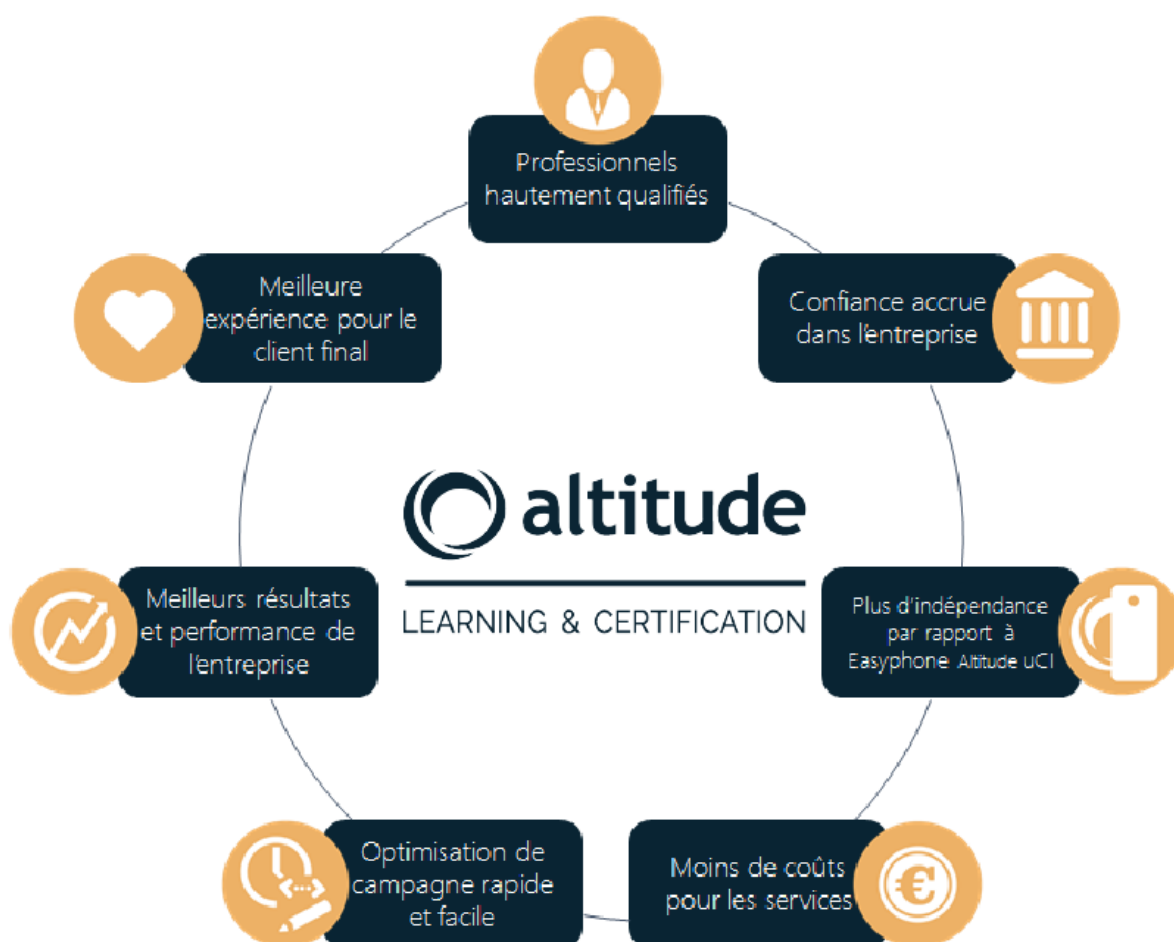 Professionnels
hautement qualifiés
Meilleure
expérience pour le
client final
Confiance accrue
dans l'entreprise
altitude
LEARNING & CERTIFICATION
Meilleurs résultats
et performance de
l'entreprise
Plus d'indépendance
par rapport à
Easyphone Altitude uCI
Optimisation de
campagne rapide
et facile
Moins de coûts
pour les services
€